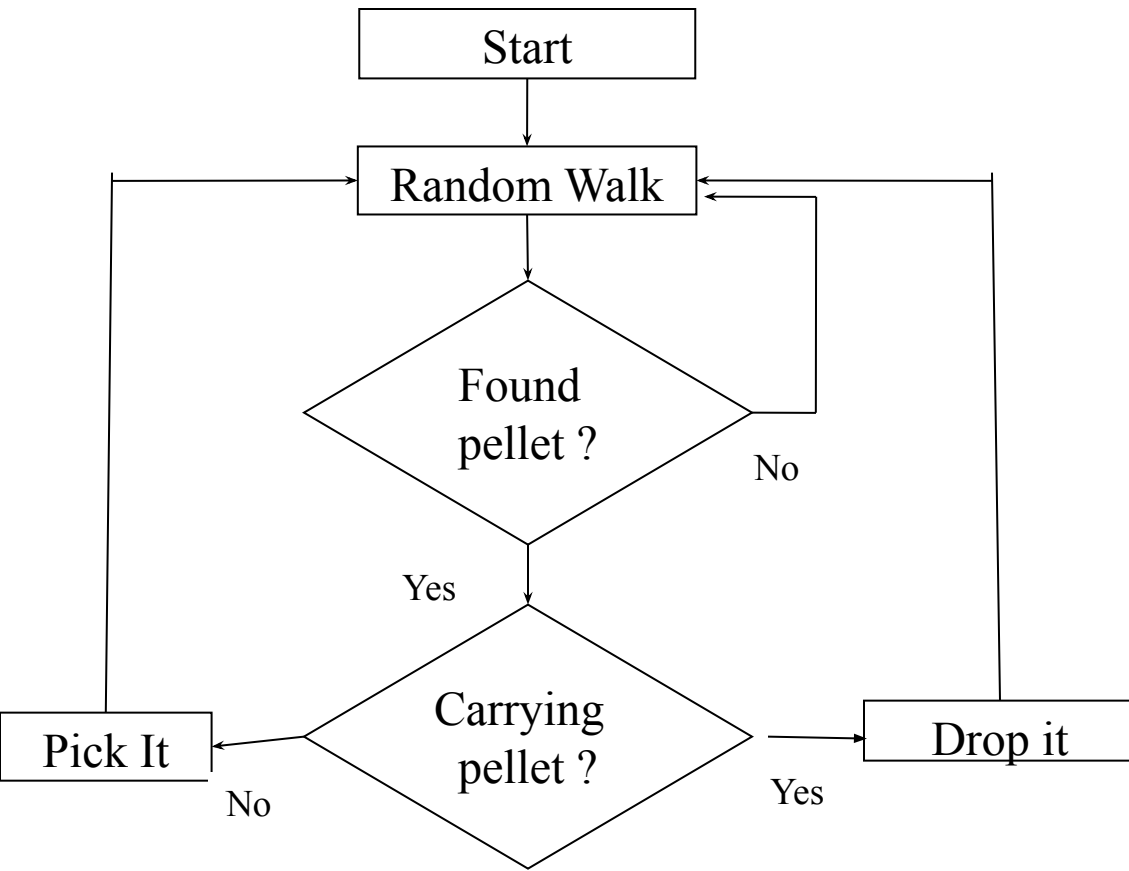 Start
Random Walk
Found
pellet ?
No
Yes
Carrying
pellet ?
Pick It
Drop it
No
Yes